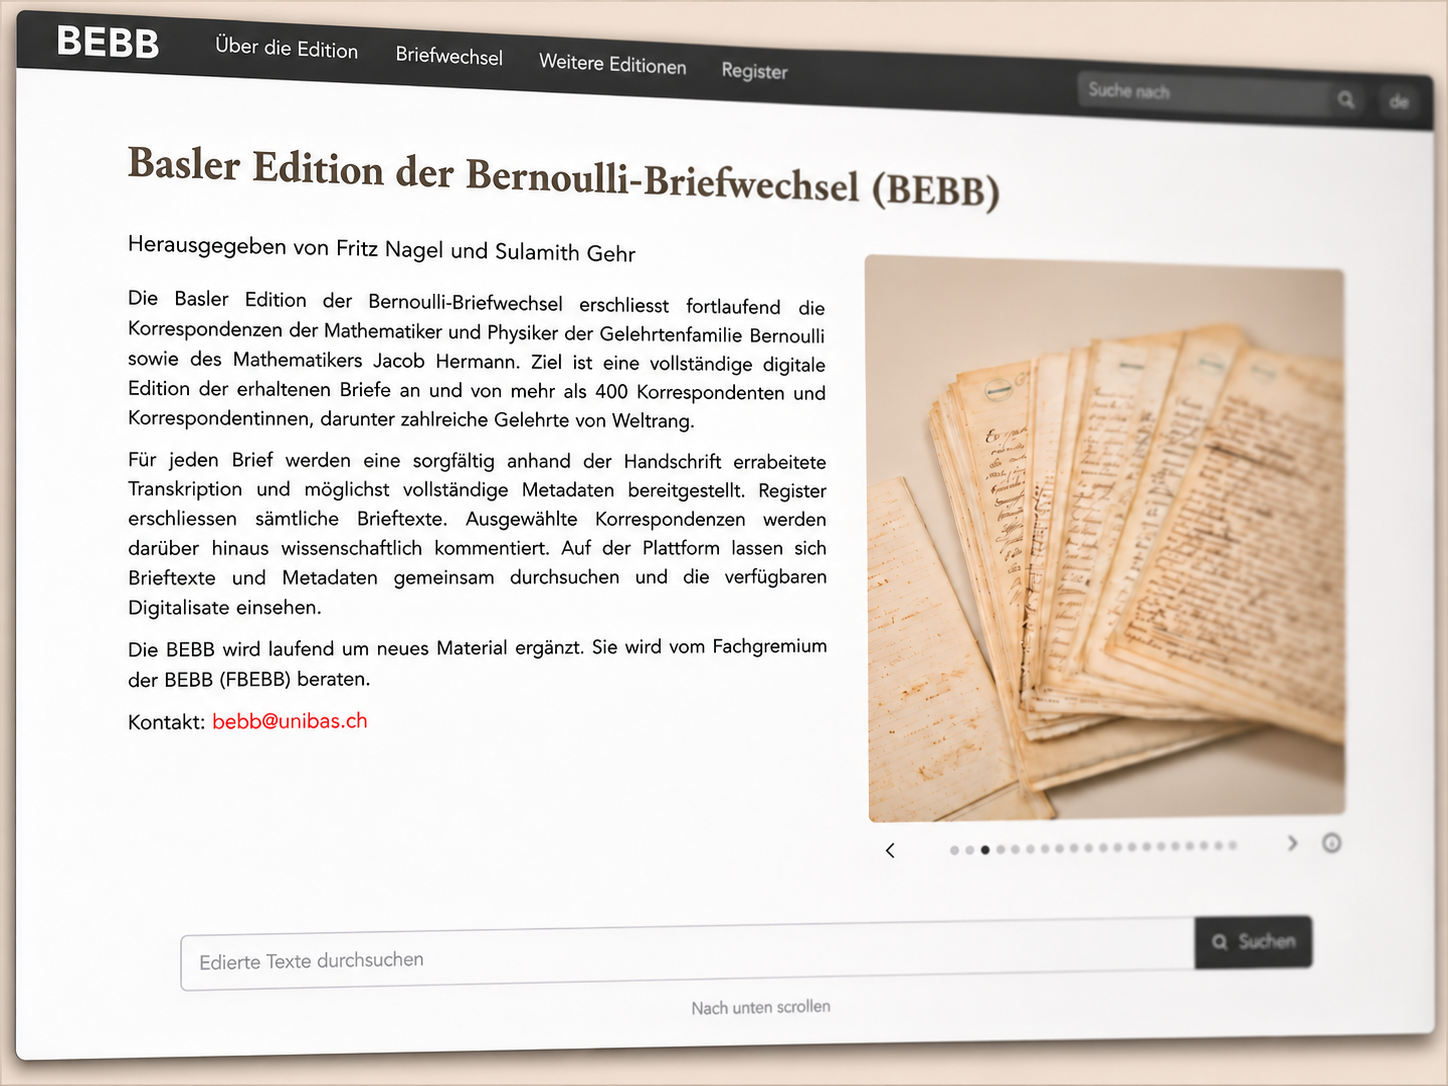 BEBB
Über die Edition
Briefwechsel
Weitere Editionen
Register
Suche nach
de
Basler Edition der Bernoulli-Briefwechsel (BEBB)
Herausgegeben von Fritz Nagel und Sulamith Gehr
Die Basler Edition der Bernoulli-Briefwechsel erschliesst fortlaufend die
Korrespondenzen der Mathematiker und Physiker der Gelehrtenfamilie Bernoulli
sowie des Mathematikers Jacob Hermann. Ziel ist eine vollständige digitale
Edition der erhaltenen Briefe an und von mehr als 400 Korrespondenten und
Korrespondentinnen, darunter zahlreiche Gelehrte von Weltrang.
Für jeden Brief werden eine sorgfältig anhand der Handschrift errabeitete
Transkription und möglichst vollständige Metadaten bereitgestellt. Register
erschliessen sämtliche Brieftexte. Ausgewählte Korrespondenzen werden
darüber hinaus wissenschaftlich kommentiert. Auf der Plattform lassen sich
Brieftexte und Metadaten gemeinsam durchsuchen und die verfügbaren
Digitalisate einsehen.
Die BEBB wird laufend um neues Material ergänzt. Sie wird vom Fachgremium
der BEBB (FBEBB) beraten.
Kontakt: bebb@unibas.ch
Edierte Texte durchsuchen
Suchen
Nach unten scrollen